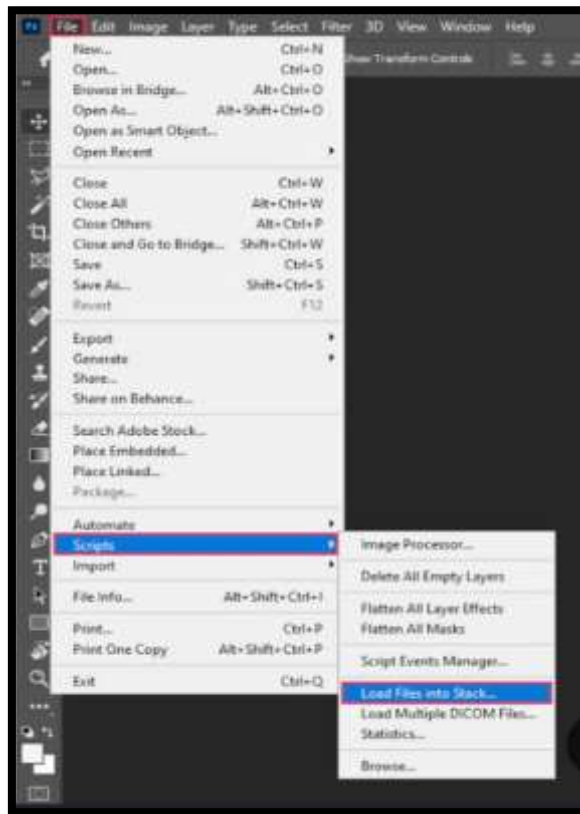 Ps File Edit Image Layer Type Select Filter 3D View Window Help
Show Transform Controls
New... Ctrl+N
Open... Ctrl+O
Browse in Bridge... Alt+Ctrl+O
Open As... Alt+Shift+Ctrl+O
Open as Smart Object...
Open Recent
Close Ctrl+W
Close All Alt+Ctrl+W
Close Others Alt+Ctrl+P
Close and Go to Bridge... Shift+Ctrl+W
Save Ctrl+S
Save As... Shift+Ctrl+S
Revert F12
Export
Generate
Share...
Share on Behance...
Search Adobe Stock...
Place Embedded...
Place Linked...
Package...
Automate
Scripts
Import
File Info... Alt+Shift+Ctrl+I
Print... Ctrl+P
Print One Copy Alt+Shift+Ctrl+P
Exit Ctrl+Q
Image Processor...
Delete All Empty Layers
Flatten All Layer Effects
Flatten All Masks
Script Events Manager...
Load Files into Stack...
Load Multiple DICOM Files...
Statistics...
Browse...